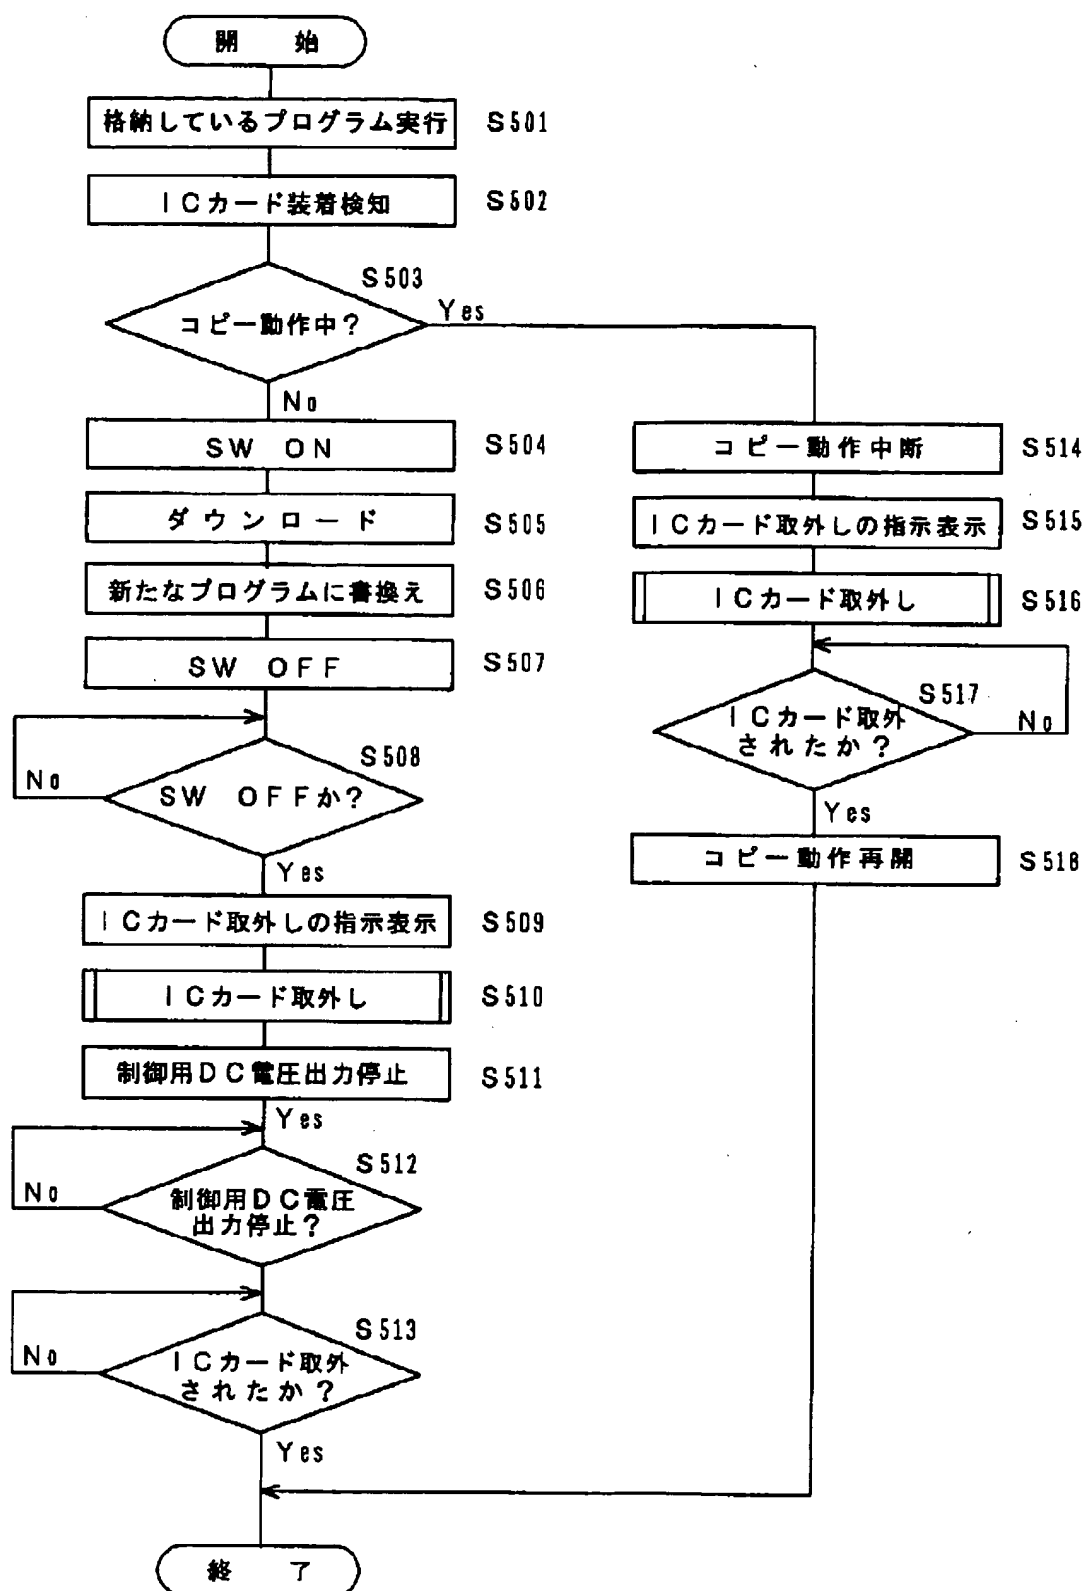 開 始
格納しているプログラム実行 S501
ICカード装着検知 S502
S503
コピー動作中? Yes
No
SW ON S504
ダウンロード S505
新たなプログラムに書換え S506
SW OFF S507
S508
No
SW OFFか?
Yes
ICカード取外しの指示表示 S509
ICカード取外し S510
制御用DC電圧出力停止 S511
Yes
S512
No
制御用DC電圧
出力停止?
S513
No
ICカード取外
されたか?
Yes
コピー動作中断 S514
ICカード取外しの指示表示 S515
ICカード取外し S516
S517
ICカード取外
されたか?
No
Yes
コピー動作再開 S518
終 了